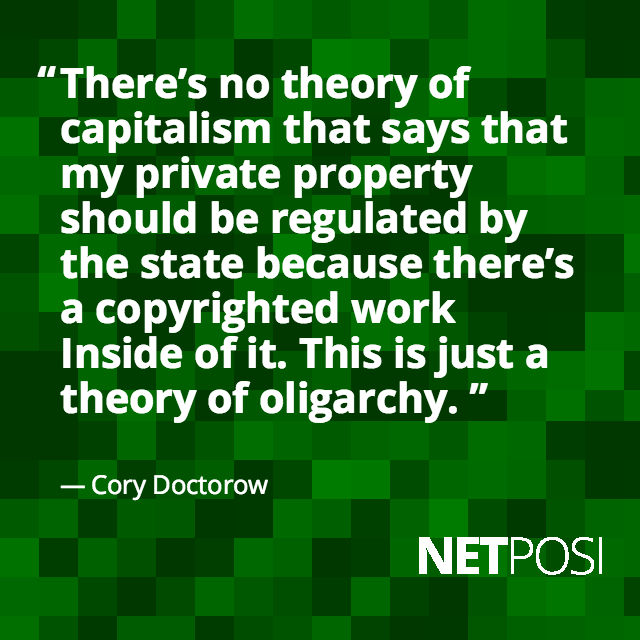 “There’s no theory of
capitalism that says that
my private property
should be regulated by
the state because there’s
a copyrighted work
Inside of it. This is just a
theory of oligarchy. ”
— Cory Doctorow
NETPOSI